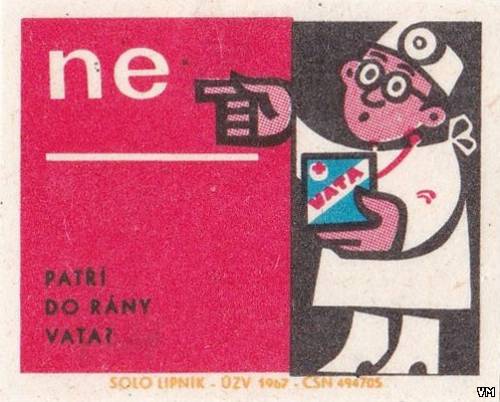 ne
VATA
PATŘÍ
DO RÁNY
VATA?
SOLO LIPNÍK - ÚZV 1967 - ČSN 494705
VM